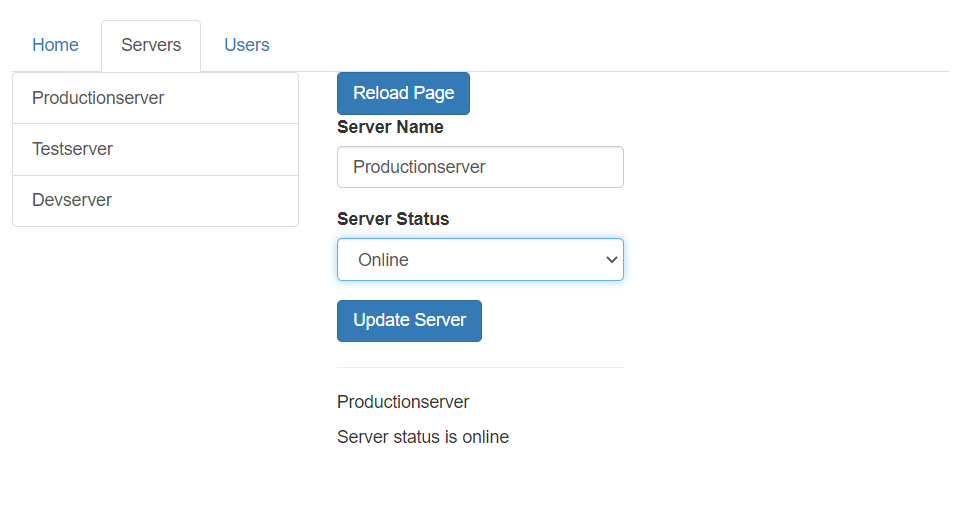 Home Servers Users
Productionserver
Testserver
Devserver
Reload Page
Server Name
Productionserver
Server Status
Online
Update Server
Productionserver
Server status is online